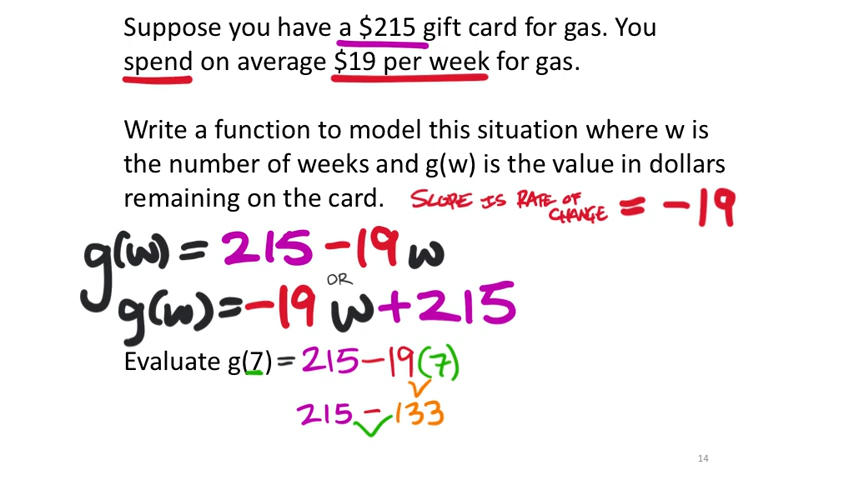 Suppose you have a $215 gift card for gas. You
spend on average $19 per week for gas.
Write a function to model this situation where w is
the number of weeks and g(w) is the value in dollars
remaining on the card. SLOPE IS RATE OF
CHANGE = -19
g(w) = 215 - 19w
OR
g(w) = -19w + 215
Evaluate g(7) = 215 - 19(7)
215 - 133
14